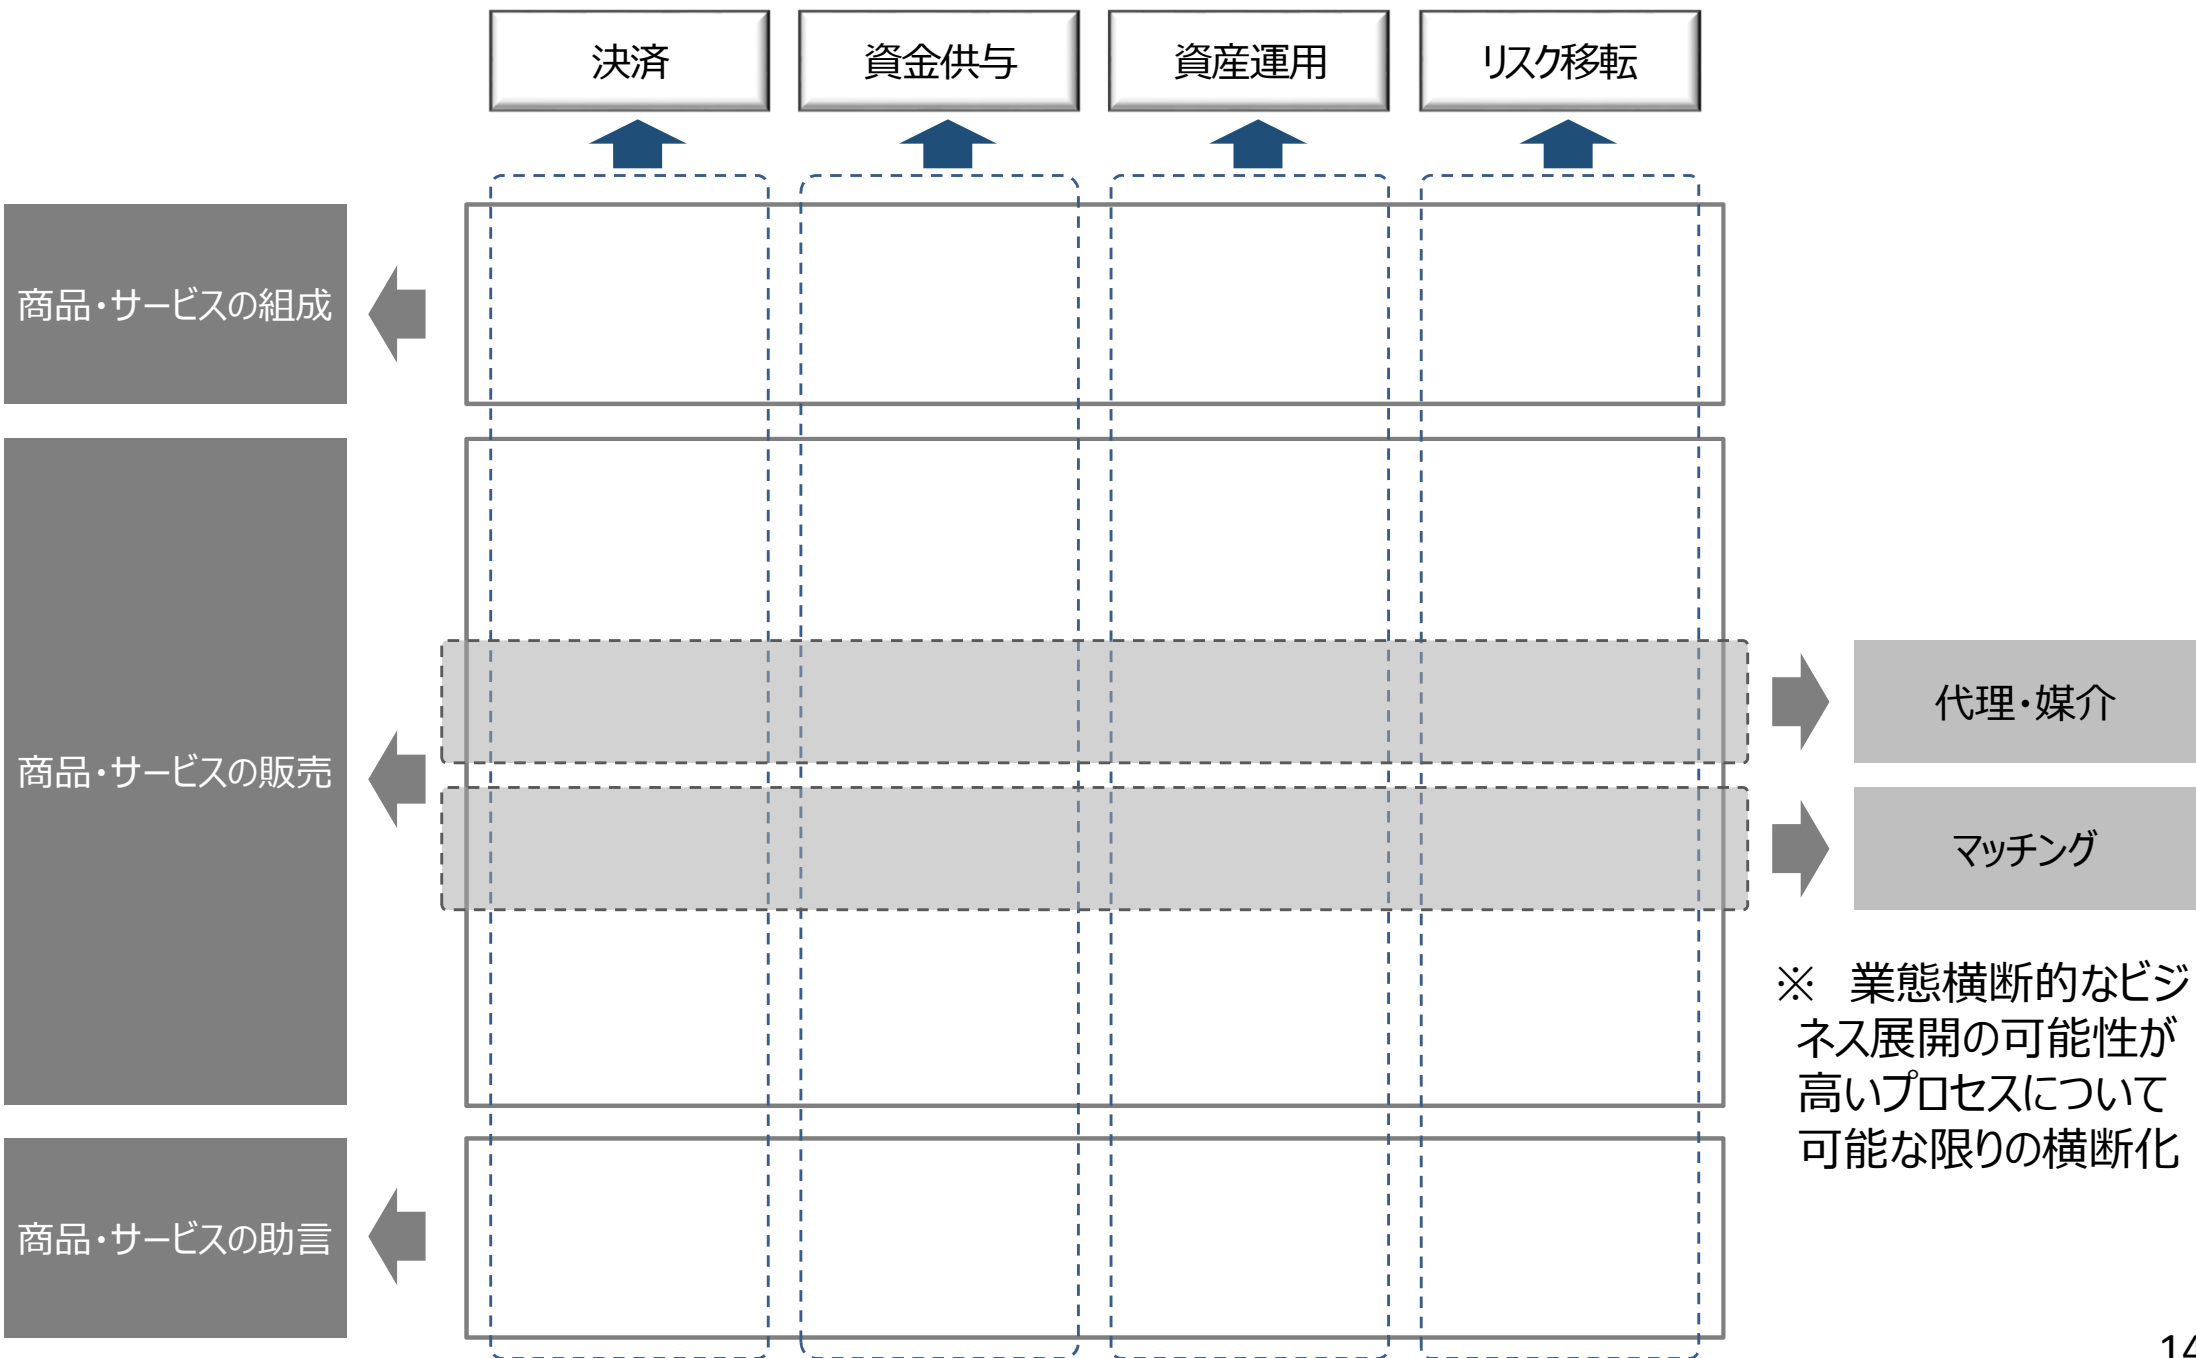 決済
資金供与
資産運用
リスク移転
商品・サービスの組成
商品・サービスの販売
代理・媒介
マッチング
※　業態横断的なビジ
ネス展開の可能性が
高いプロセスについて
可能な限りの横断化
商品・サービスの助言
14